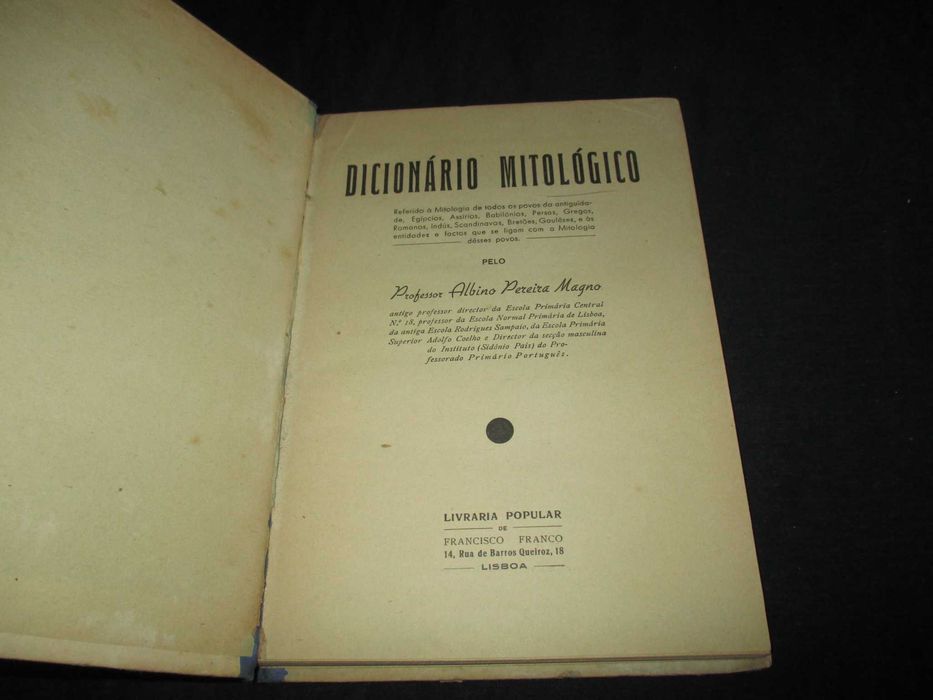 DICIONÁRIO MITOLÓGICO
Referido à Mitologia de todos os povos da antiguida-
de, Egípcios, Assírios, Babilónios, Persas, Gregos,
Romanos, Indús, Scandinavos, Bretões, Gauleses, e às
entidades e factos que se ligam com a Mitologia
dêsses povos.
PELO
Professor Albino Pereira Magno
antigo professor director da Escola Primária Central
N.º 18, professor da Escola Normal Primária de Lisboa,
da antiga Escola Rodrigues Sampaio, da Escola Primária
Superior Adolfo Coelho e Director da secção masculina
do Instituto (Sidónio Pais) do Pro-
fessorado Primário Português.
LIVRARIA POPULAR
DE
FRANCISCO FRANCO
14, Rua de Barros Queiroz, 18
LISBOA